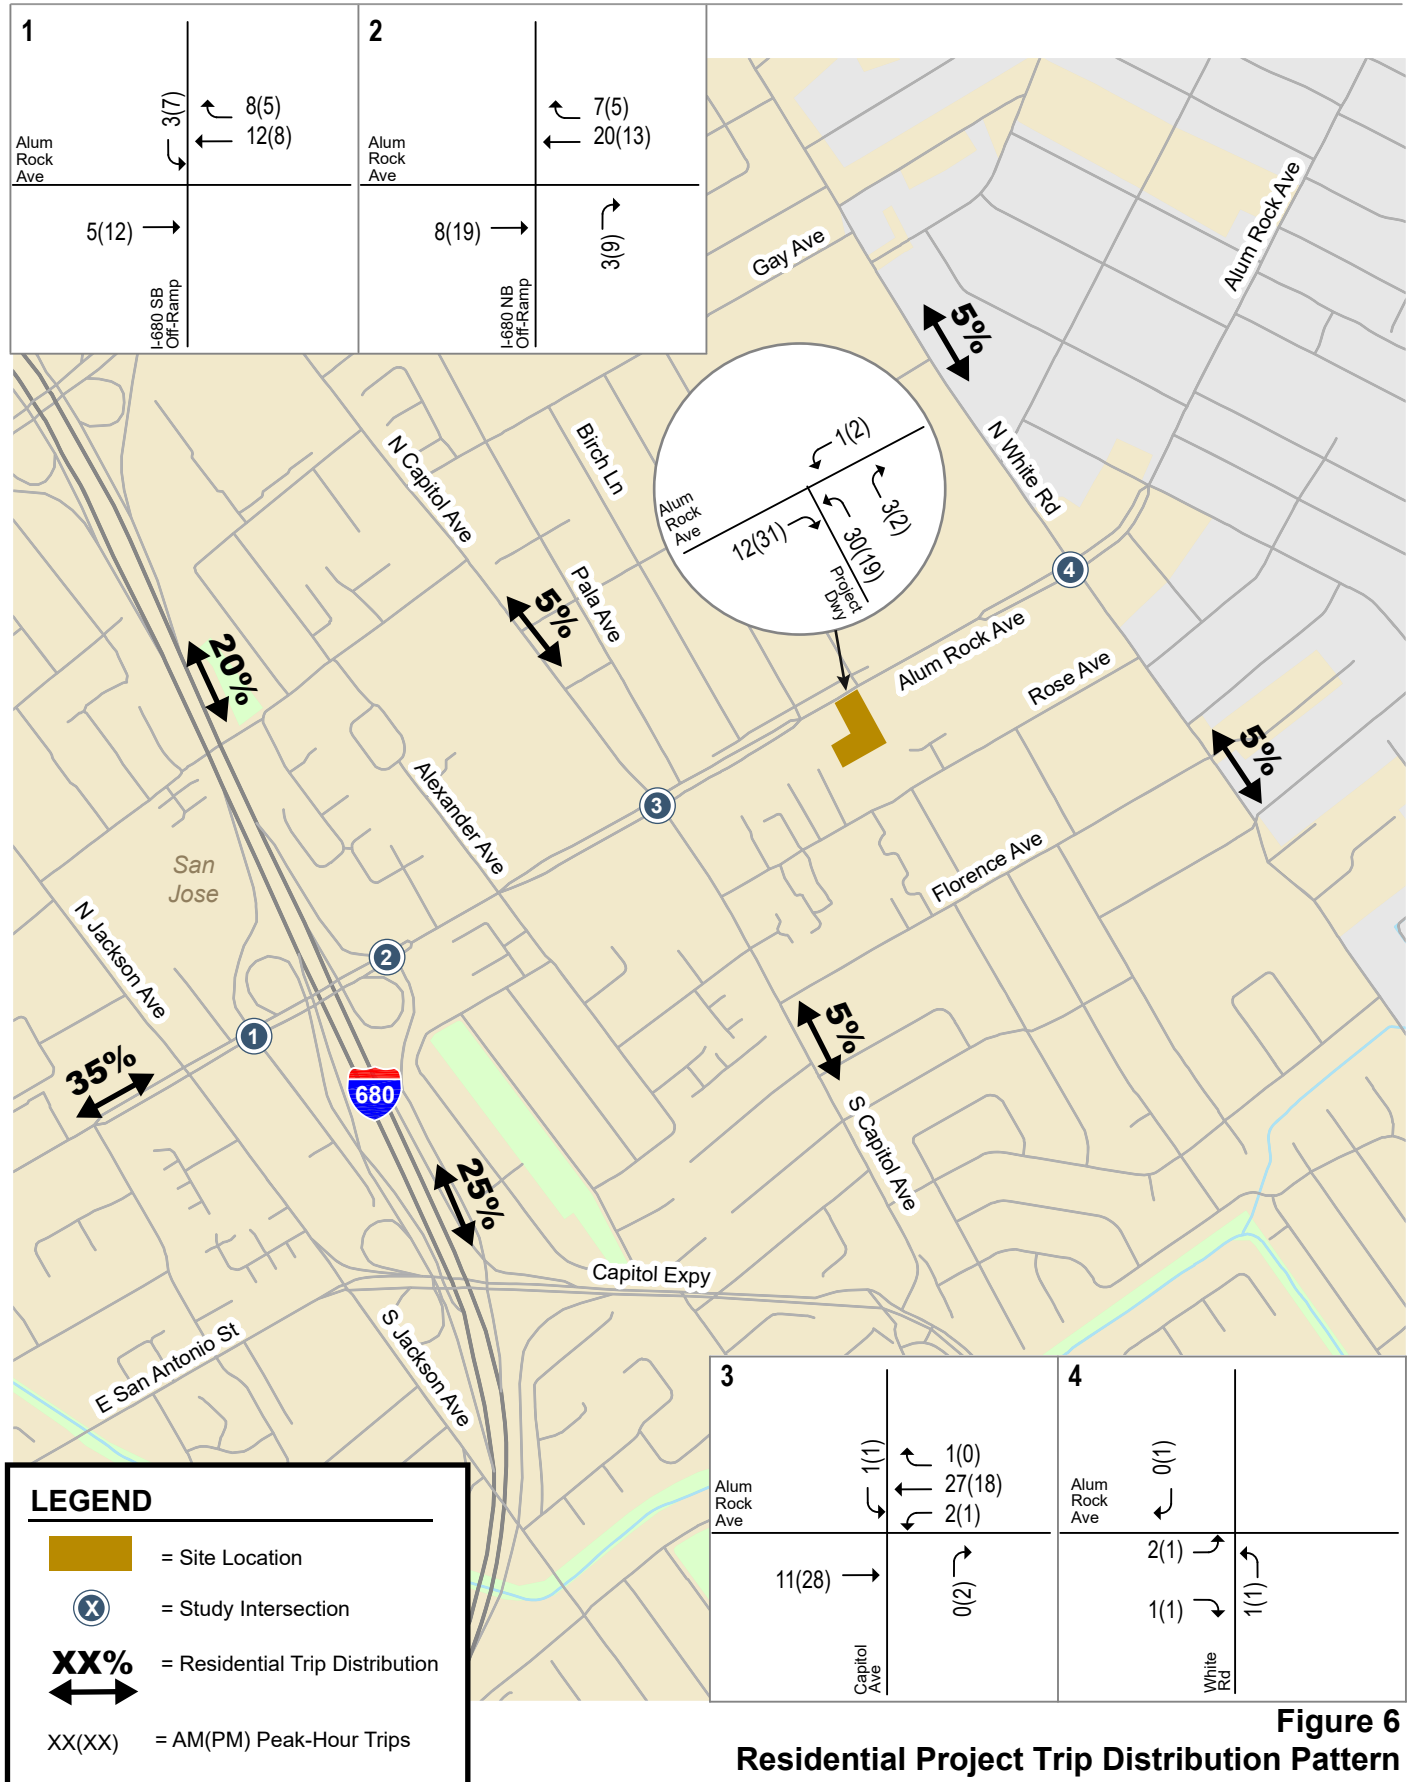 1
3(7)
8(5)
12(8)
Alum
Rock
Ave
5(12)
I-680 SB
Off-Ramp
2
7(5)
20(13)
Alum
Rock
Ave
8(19)
3(9)
I-680 NB
Off-Ramp
Gay Ave
Alum Rock Ave
5%
N White Rd
N Capitol Ave
Birch Ln
1(2)
Alum
Rock
Ave
3(2)
12(31)
30(19)
Project
Dwy
4
Pala Ave
5%
20%
Alum Rock Ave
Rose Ave
5%
Alexander Ave
3
San
Jose
Florence Ave
N Jackson Ave
2
1
5%
35%
680
S Capitol Ave
25%
Capitol Expy
E San Antonio St
S Jackson Ave
3
1(1)
1(0)
27(18)
2(1)
Alum
Rock
Ave
11(28)
0(2)
Capitol
Ave
4
0(1)
Alum
Rock
Ave
2(1)
1(1)
1(1)
White
Rd
LEGEND
= Site Location
X = Study Intersection
XX% = Residential Trip Distribution
XX(XX) = AM(PM) Peak-Hour Trips
Figure 6
Residential Project Trip Distribution Pattern